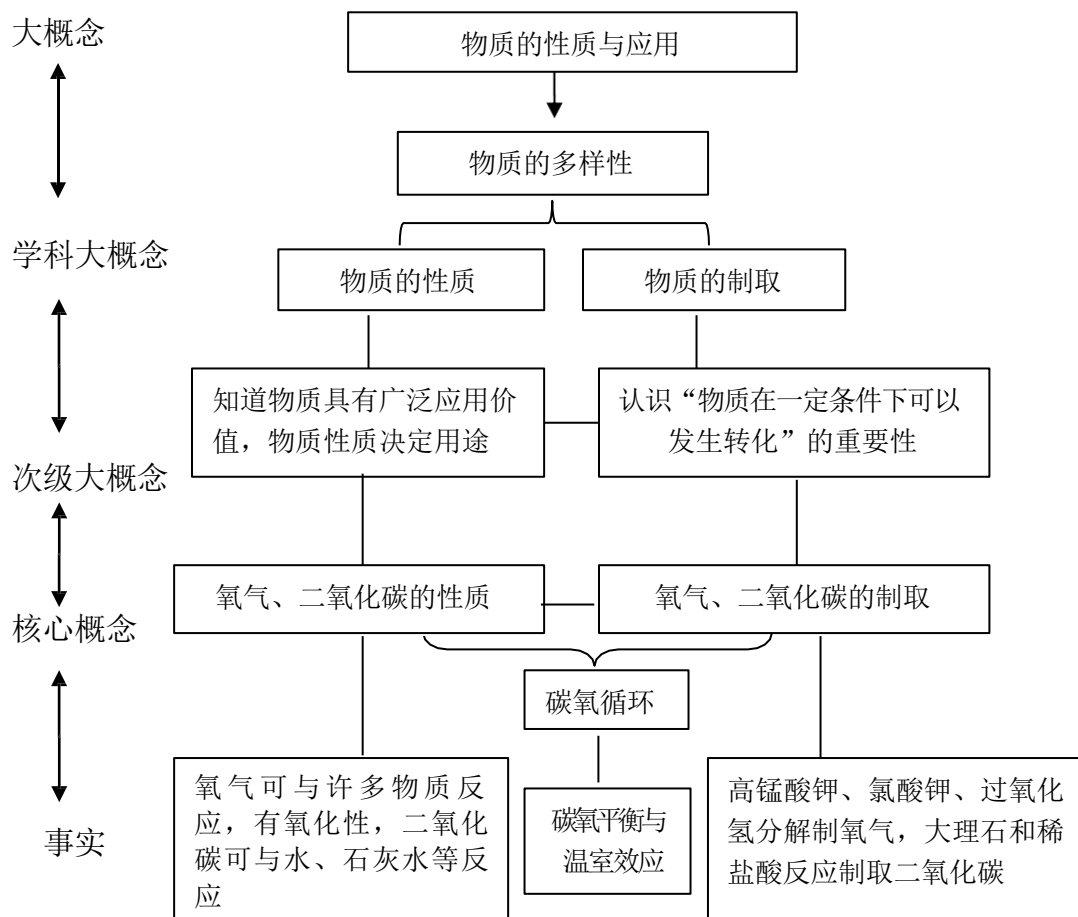 大概念
物质的性质与应用
物质的多样性
学科大概念
物质的性质
物质的制取
知道物质具有广泛应用价
值，物质性质决定用途
认识“物质在一定条件下可以
发生转化”的重要性
次级大概念
氧气、二氧化碳的性质
氧气、二氧化碳的制取
核心概念
碳氧循环
氧气可与许多物质反
应，有氧化性，二氧化
碳可与水、石灰水等反
应
碳氧平衡与
温室效应
高锰酸钾、氯酸钾、过氧化
氢分解制氧气，大理石和稀
盐酸反应制取二氧化碳
事实